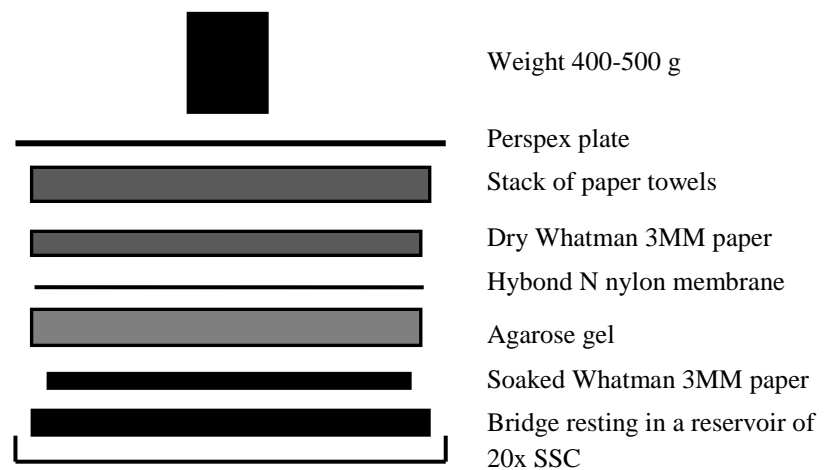 Weight 400-500 g
Perspex plate
Stack of paper towels
Dry Whatman 3MM paper
Hybond N nylon membrane
Agarose gel
Soaked Whatman 3MM paper
Bridge resting in a reservoir of
20x SSC